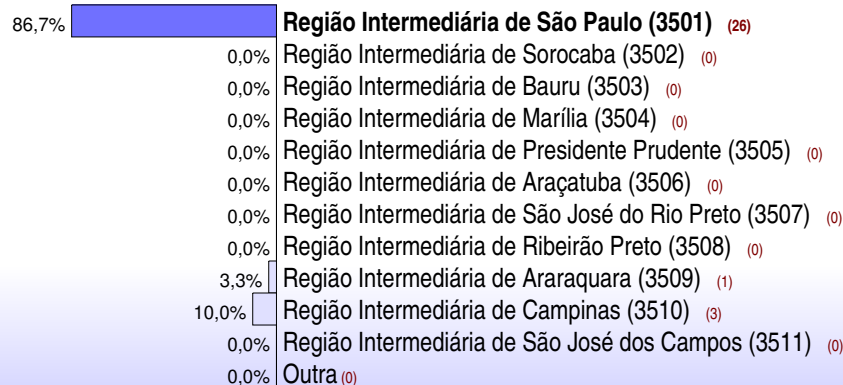 86,7% Região Intermediária de São Paulo (3501) (26)
0,0% Região Intermediária de Sorocaba (3502) (0)
0,0% Região Intermediária de Bauru (3503) (0)
0,0% Região Intermediária de Marília (3504) (0)
0,0% Região Intermediária de Presidente Prudente (3505) (0)
0,0% Região Intermediária de Araçatuba (3506) (0)
0,0% Região Intermediária de São José do Rio Preto (3507) (0)
0,0% Região Intermediária de Ribeirão Preto (3508) (0)
3,3% Região Intermediária de Araraquara (3509) (1)
10,0% Região Intermediária de Campinas (3510) (3)
0,0% Região Intermediária de São José dos Campos (3511) (0)
0,0% Outra (0)